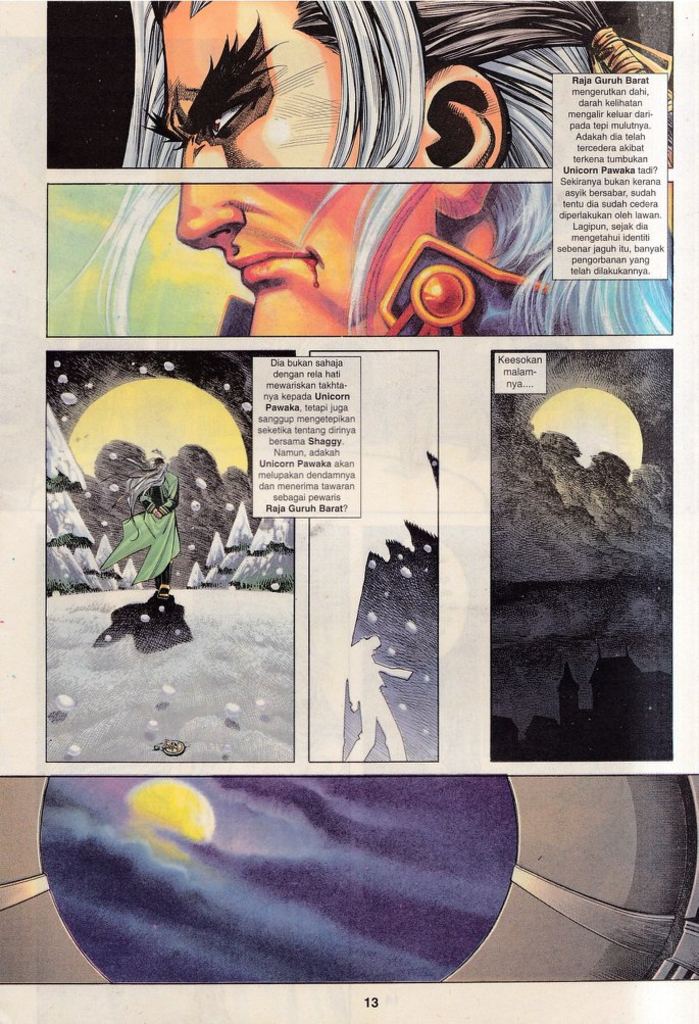 Raja Guruh Barat
mengerutkan dahi,
darah kelihatan
mengalir keluar dari-
pada tepi mulutnya.
Adakah dia telah
tercedera akibat
terkena tumbukan
Unicorn Pawaka tadi?
Sekiranya bukan kerana
asyik bersabar, sudah
tentu dia sudah cedera
diperlakukan oleh lawan.
Lagipun, sejak dia
mengetahui identiti
sebenar jaguh itu, banyak
pengorbanan yang
telah dilakukannya.
Dia bukan sahaja
dengan rela hati
mewariskan takhta-
nya kepada Unicorn
Pawaka, tetapi juga
sanggup mengetepikan
seketika tentang dirinya
bersama Shaggy.
Namun, adakah
Unicorn Pawaka akan
melupakan dendamnya
dan menerima tawaran
sebagai pewaris
Raja Guruh Barat?
Keesokan
malam-
nya....
13